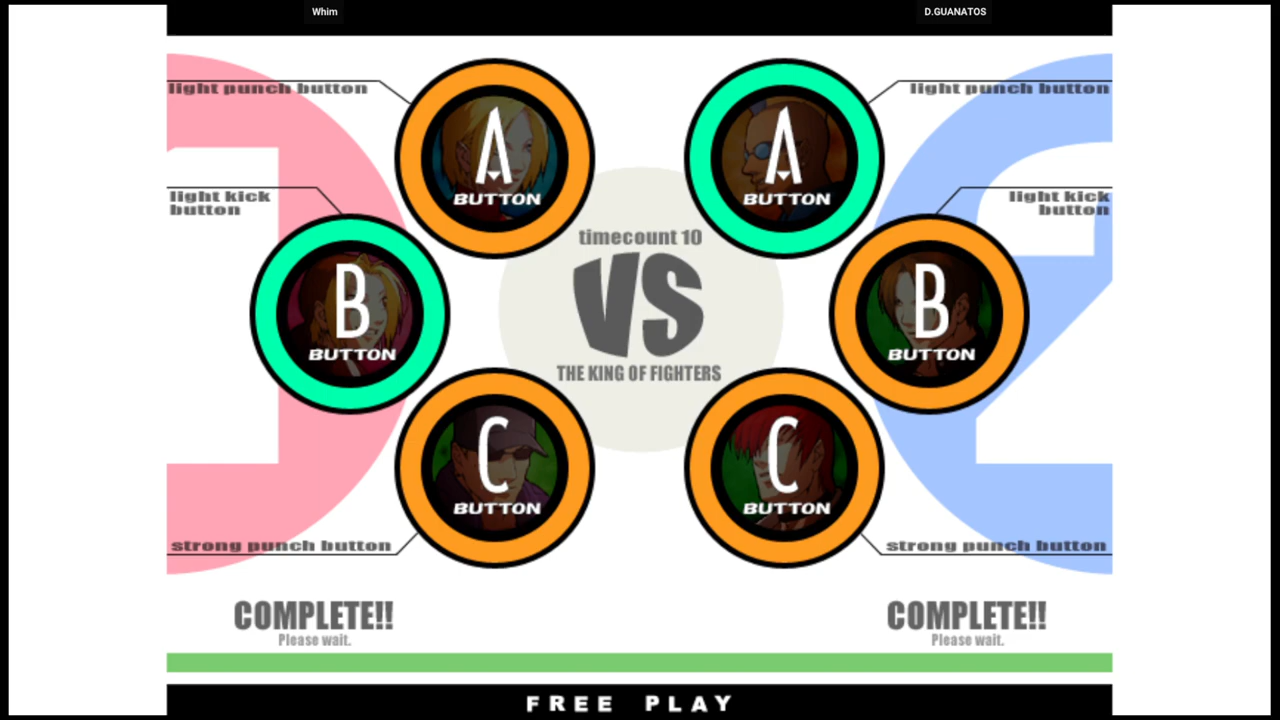 Whim
D.GUANATOS
light punch button
light punch button
A
BUTTON
A
BUTTON
light kick
button
light kick
button
timecount 10
VS
THE KING OF FIGHTERS
B
BUTTON
B
BUTTON
C
BUTTON
C
BUTTON
strong punch button
strong punch button
COMPLETE!!
Please wait.
COMPLETE!!
Please wait.
FREE PLAY